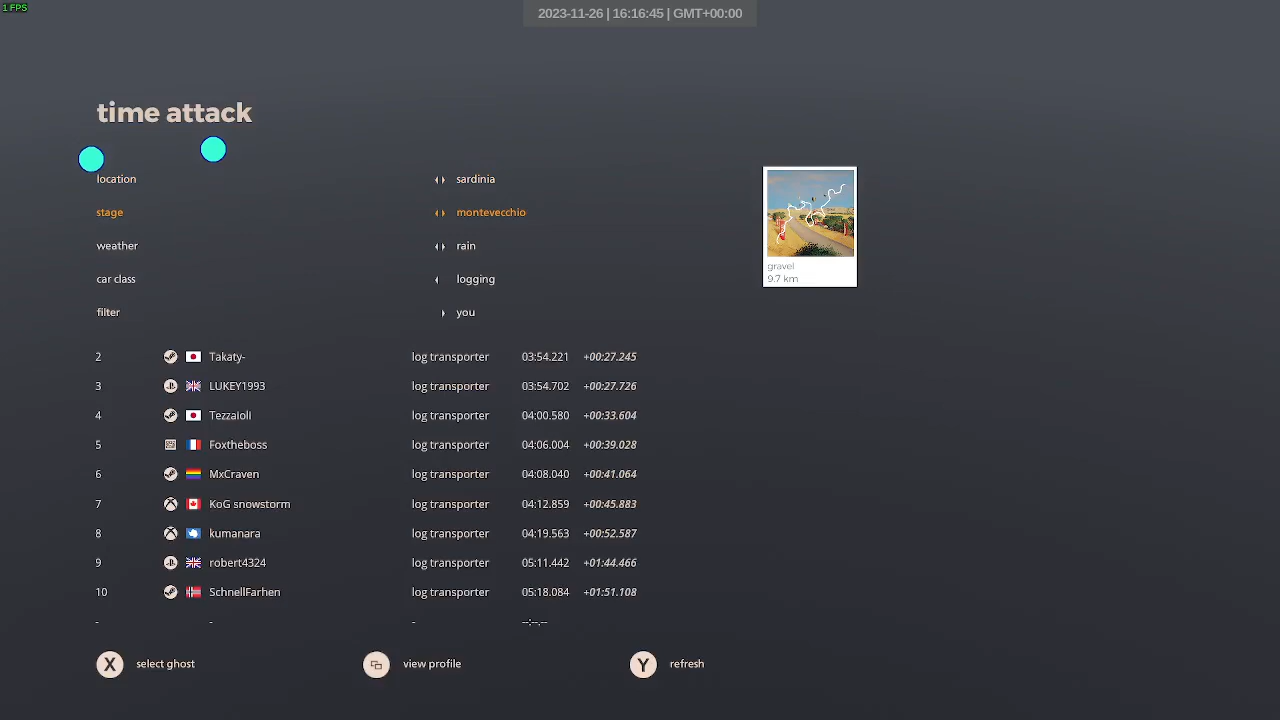 1 FPS
2023-11-26 | 16:16:45 | GMT+00:00
time attack
location sardinia
stage montevecchio
weather rain
car class logging
filter you
gravel
9.7 km
2 Takaty- log transporter 03:54.221 +00:27.245
3 LUKEY1993 log transporter 03:54.702 +00:27.726
4 Tezzaioli log transporter 04:00.580 +00:33.604
5 Foxtheboss log transporter 04:06.004 +00:39.028
6 MxCraven log transporter 04:08.040 +00:41.064
7 KoG snowstorm log transporter 04:12.859 +00:45.883
8 kumanara log transporter 04:19.563 +00:52.587
9 robert4324 log transporter 05:11.442 +01:44.466
10 SchnellFarhen log transporter 05:18.084 +01:51.108
- - - --:--.--
X select ghost view profile Y refresh